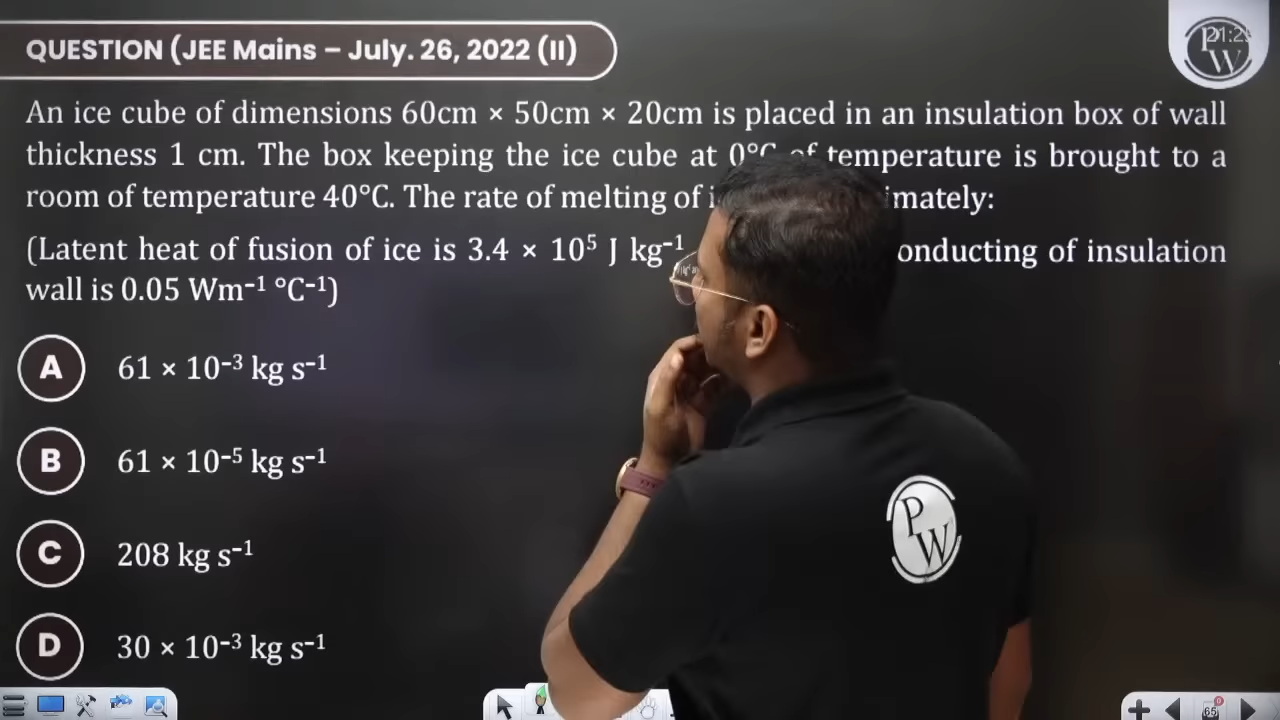 QUESTION (JEE Mains – July. 26, 2022 (II)
An ice cube of dimensions 60cm × 50cm × 20cm is placed in an insulation box of wall
thickness 1 cm. The box keeping the ice cube at 0°C of temperature is brought to a
room of temperature 40°C. The rate of melting of
(Latent heat of fusion of ice is 3.4 × 10⁵ J kg⁻¹ onducting of insulation
wall is 0.05 Wm⁻¹ °C⁻¹)
A 61 × 10⁻³ kg s⁻¹
B 61 × 10⁻⁵ kg s⁻¹
C 208 kg s⁻¹
D 30 × 10⁻³ kg s⁻¹
P W
P W
65